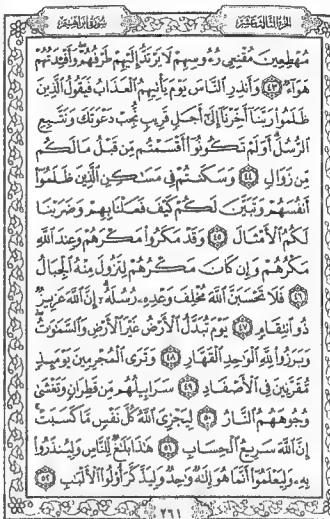 الجزء الثالث عشر
سورة إبراهيم
مُهْطِعِينَ مُقْنِعِي رُءُوسِهِمْ لَا يَرْتَدُّ إِلَيْهِمْ طَرْفُهُمْ وَأَفْـِٔدَتُهُمْ
هَوَآءٌ ٤٣ وَأَنذِرِ ٱلنَّاسَ يَوْمَ يَأْتِيهِمُ ٱلْعَذَابُ فَيَقُولُ ٱلَّذِينَ
ظَلَمُوا۟ رَبَّنَآ أَخِّرْنَآ إِلَىٰٓ أَجَلٍ قَرِيبٍ نُّجِبْ دَعْوَتَكَ وَنَتَّبِعِ
ٱلرُّسُلَ أَوَلَمْ تَكُونُوٓا۟ أَقْسَمْتُم مِّن قَبْلُ مَا لَكُم
مِّن زَوَالٍ ٤٤ وَسَكَنتُمْ فِى مَسَٰكِنِ ٱلَّذِينَ ظَلَمُوٓا۟
أَنفُسَهُمْ وَتَبَيَّنَ لَكُمْ كَيْفَ فَعَلْنَا بِهِمْ وَضَرَبْنَا
لَكُمُ ٱلْأَمْثَالَ ٤٥ وَقَدْ مَكَرُوا۟ مَكْرَهُمْ وَعِندَ ٱللَّهِ
مَكْرُهُمْ وَإِن كَانَ مَكْرُهُمْ لِتَزُولَ مِنْهُ ٱلْجِبَالُ
٤٦ فَلَا تَحْسَبَنَّ ٱللَّهَ مُخْلِفَ وَعْدِهِۦ رُسُلَهُۥٓ إِنَّ ٱللَّهَ عَزِيزٌ
ذُو ٱنتِقَامٍ ٤٧ يَوْمَ تُبَدَّلُ ٱلْأَرْضُ غَيْرَ ٱلْأَرْضِ وَٱلسَّمَٰوَٰتُ
وَبَرَزُوا۟ لِلَّهِ ٱلْوَٰحِدِ ٱلْقَهَّارِ ٤٨ وَتَرَى ٱلْمُجْرِمِينَ يَوْمَئِذٍ
مُّقَرَّنِينَ فِى ٱلْأَصْفَادِ ٤٩ سَرَابِيلُهُم مِّن قَطِرَانٍ وَتَغْشَىٰ
وُجُوهَهُمُ ٱلنَّارُ ٥٠ لِيَجْزِىَ ٱللَّهُ كُلَّ نَفْسٍ مَّا كَسَبَتْ
إِنَّ ٱللَّهَ سَرِيعُ ٱلْحِسَابِ ٥١ هَٰذَا بَلَٰغٌ لِّلنَّاسِ وَلِيُنذَرُوا۟
بِهِۦ وَلِيَعْلَمُوٓا۟ أَنَّمَا هُوَ إِلَٰهٌ وَٰحِدٌ وَلِيَذَّكَّرَ أُو۟لُوا۟ ٱلْأَلْبَٰبِ ٥٢
٢٦١